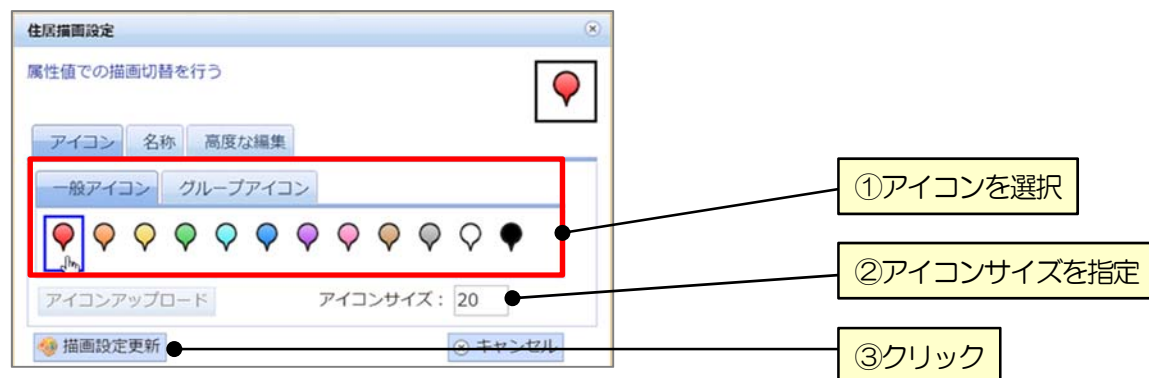 住居描画設定
属性値での描画切替を行う
アイコン 名称 高度な編集
一般アイコン グループアイコン
①アイコンを選択
アイコンアップロード アイコンサイズ： 20
②アイコンサイズを指定
描画設定更新 キャンセル
③クリック